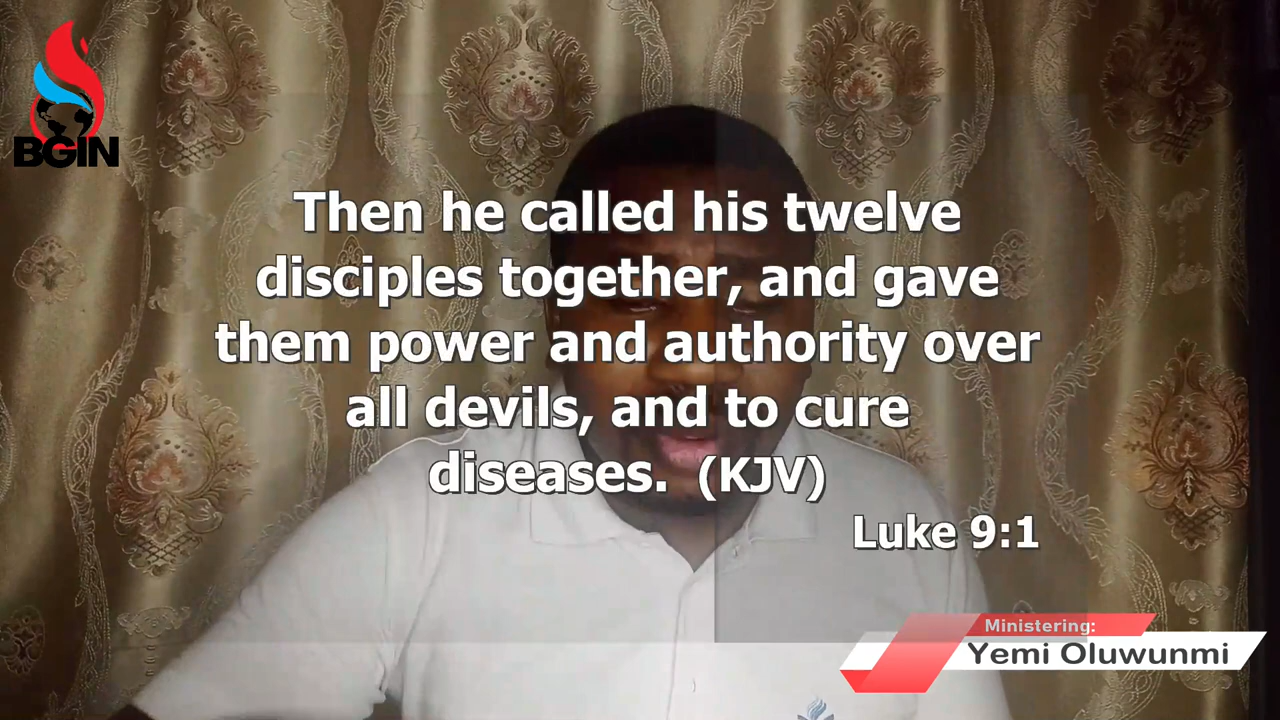 BGIN
Then he called his twelve
disciples together, and gave
them power and authority over
all devils, and to cure
diseases.  (KJV)
Luke 9:1
Ministering:
Yemi Oluwunmi